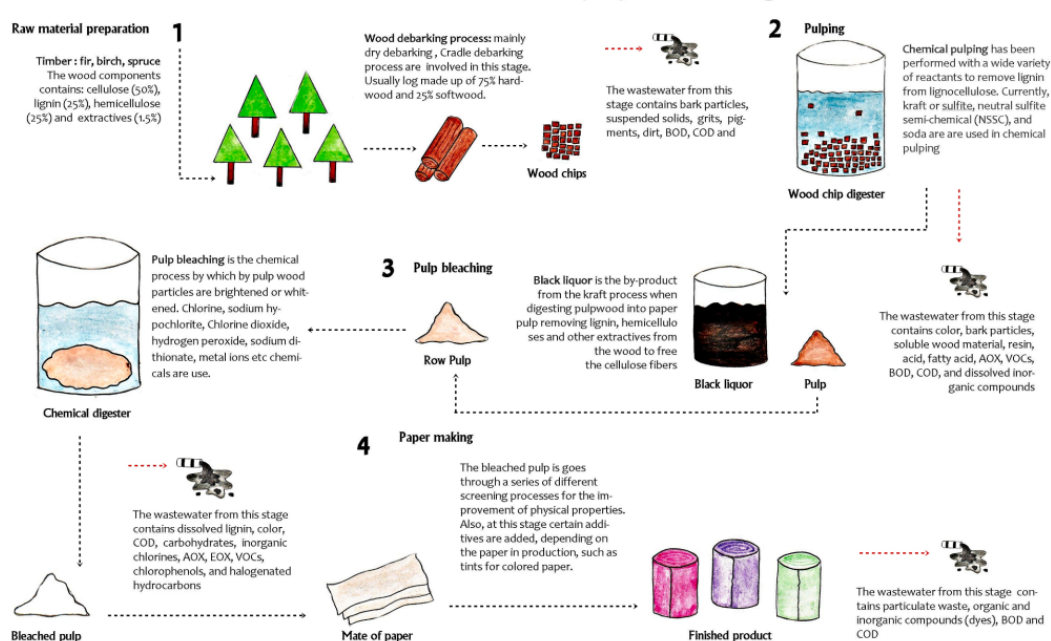 Raw material preparation
1
Timber : fir, birch, spruce
The wood components
contains: cellulose (50%),
lignin (25%), hemicellulose
(25%) and extractives (1.5%)
Wood debarking process: mainly
dry debarking , Cradle debarking
process are involved in this stage.
Usually log made up of 75% hard-
wood and 25% softwood.
Wood chips
The wastewater from this
stage contains bark particles,
suspended solids, grits, pig-
ments, dirt, BOD, COD and
2
Pulping
Chemical pulping has been
performed with a wide variety
of reactants to remove lignin
from lignocellulose. Currently,
kraft or sulfite, neutral sulfite
semi-chemical (NSSC), and
soda are are used in chemical
pulping
Wood chip digester
The wastewater from this stage
contains color, bark particles,
soluble wood material, resin,
acid, fatty acid, AOX, VOCs,
BOD, COD, and dissolved inor-
ganic compounds
Black liquor is the by-product
from the kraft process when
digesting pulpwood into paper
pulp removing lignin, hemicellulo
ses and other extractives from
the wood to free
the cellulose fibers
Black liquor
Pulp
3
Pulp bleaching
Row Pulp
Pulp bleaching is the chemical
process by which by pulp wood
particles are brightened or whit-
ened. Chlorine, sodium hy-
pochlorite, Chlorine dioxide,
hydrogen peroxide, sodium di-
thionate, metal ions etc chemi-
cals are use.
Chemical digester
The wastewater from this stage
contains dissolved lignin, color,
COD, carbohydrates, inorganic
chlorines, AOX, EOX, VOCs,
chlorophenols, and halogenated
hydrocarbons
Bleached pulp
4
Paper making
The bleached pulp is goes
through a series of different
screening processes for the im-
provement of physical properties.
Also, at this stage certain addi-
tives are added, depending on
the paper in production, such as
tints for colored paper.
Mate of paper
Finished product
The wastewater from this stage con-
tains particulate waste, organic and
inorganic compounds (dyes), BOD and
COD